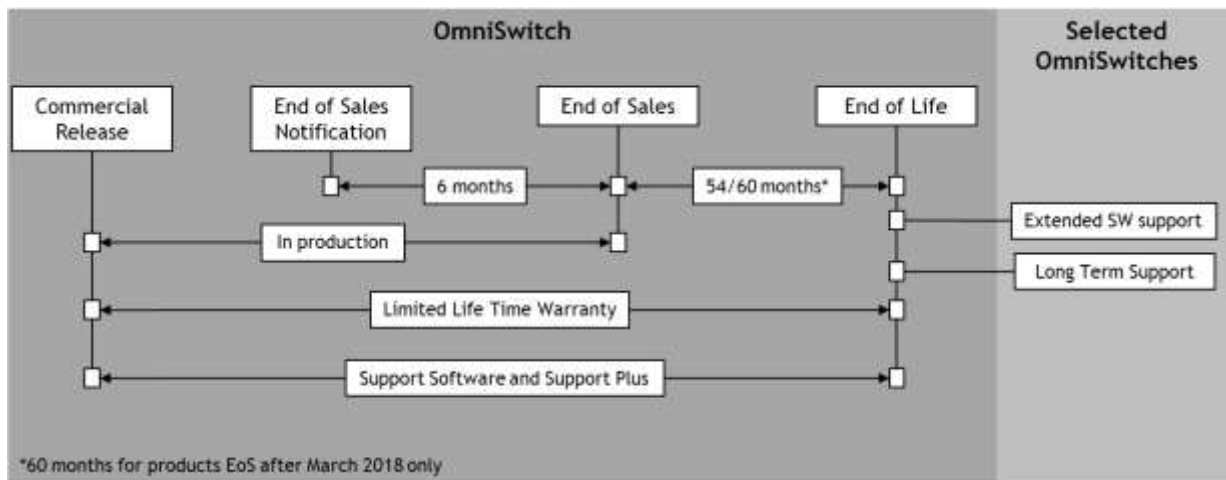 OmniSwitch
Selected
OmniSwitches
Commercial
Release
End of Sales
Notification
End of Sales
End of Life
6 months
54/60 months*
Extended SW support
In production
Long Term Support
Limited Life Time Warranty
Support Software and Support Plus
*60 months for products EoS after March 2018 only